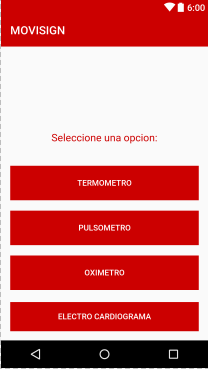 6:00
MOVISIGN
Seleccione una opcion:
TERMOMETRO
PULSOMETRO
OXIMETRO
ELECTRO CARDIOGRAMA